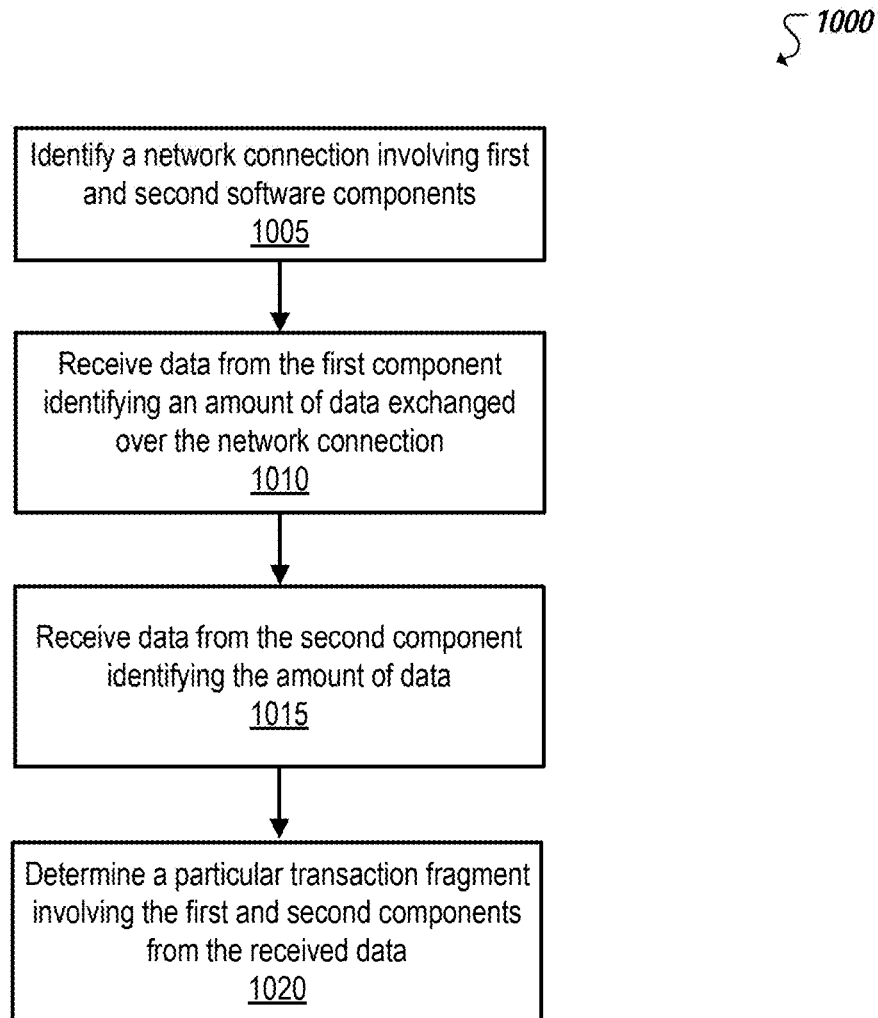 1000
Identify a network connection involving first
and second software components
1005
Receive data from the first component
identifying an amount of data exchanged
over the network connection
1010
Receive data from the second component
identifying the amount of data
1015
Determine a particular transaction fragment
involving the first and second components
from the received data
1020